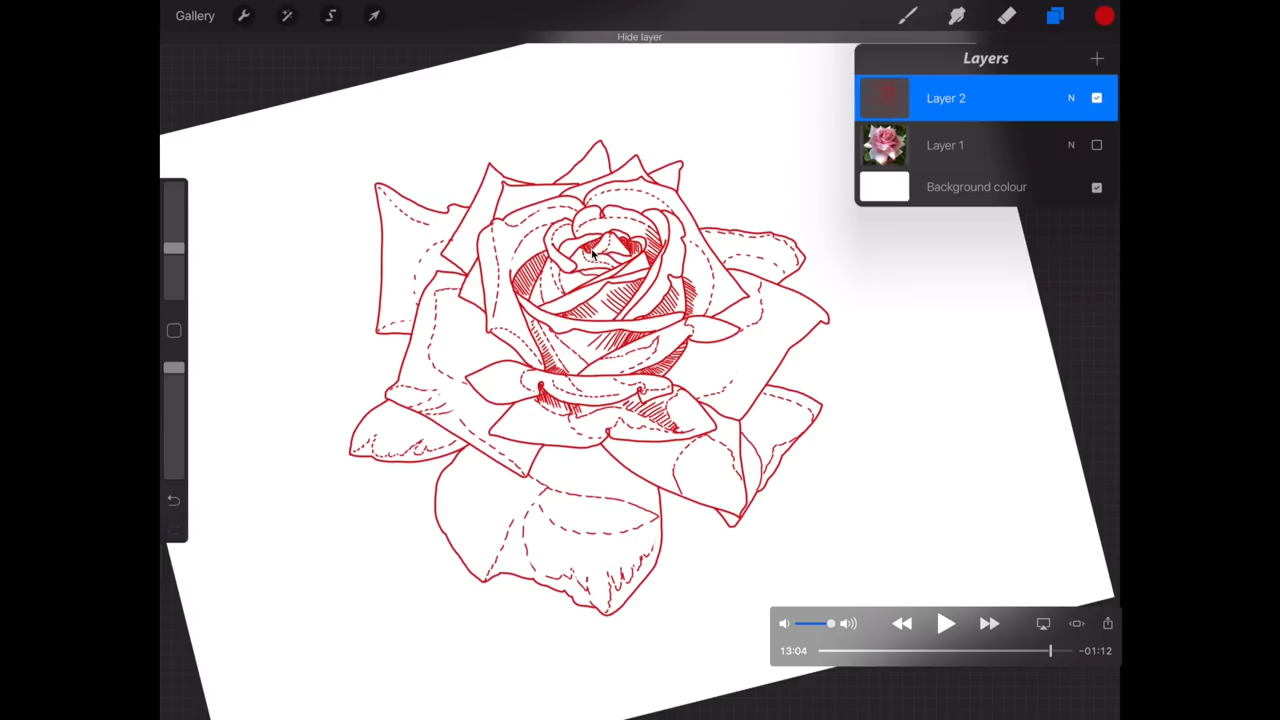 Gallery
Hide layer
Layers
Layer 2 N
Layer 1 N
Background colour
13:04 −01:12